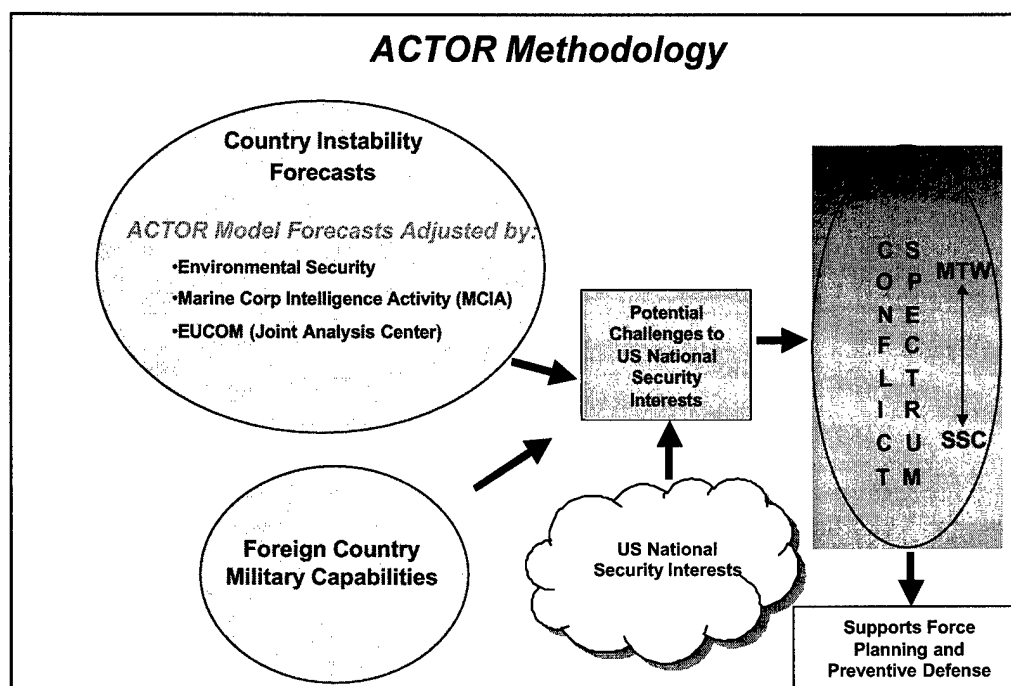 ACTOR Methodology
Country Instability
Forecasts
ACTOR Model Forecasts Adjusted by:
•Environmental Security
•Marine Corp Intelligence Activity (MCIA)
•EUCOM (Joint Analysis Center)
Potential
Challenges to
US National
Security
Interests
CONFLICT
SPECTRUM
MTW
SSC
Foreign Country
Military Capabilities
US National
Security Interests
Supports Force
Planning and
Preventive Defense